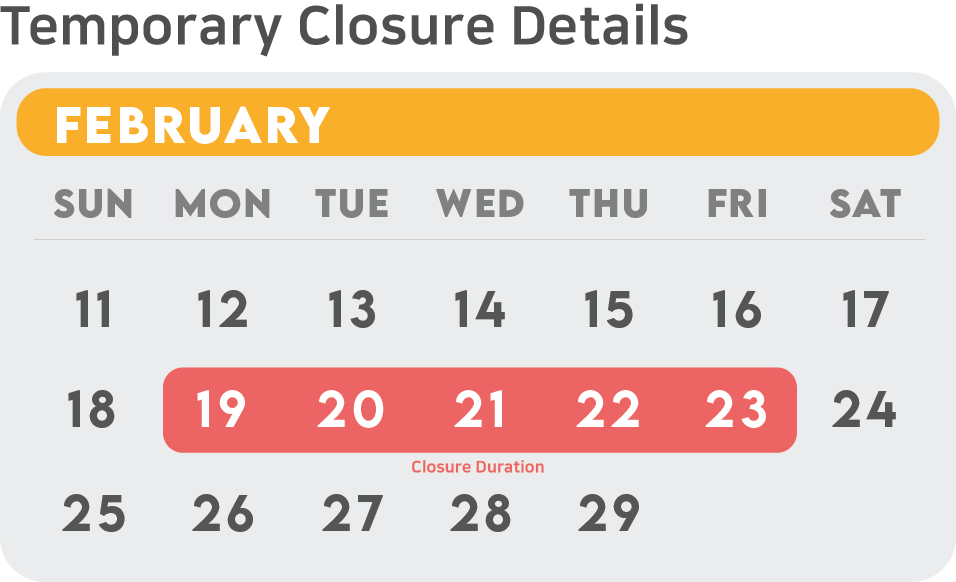 Temporary Closure Details
FEBRUARY
SUN MON TUE WED THU FRI SAT
11 12 13 14 15 16 17
18 19 20 21 22 23 24
Closure Duration
25 26 27 28 29